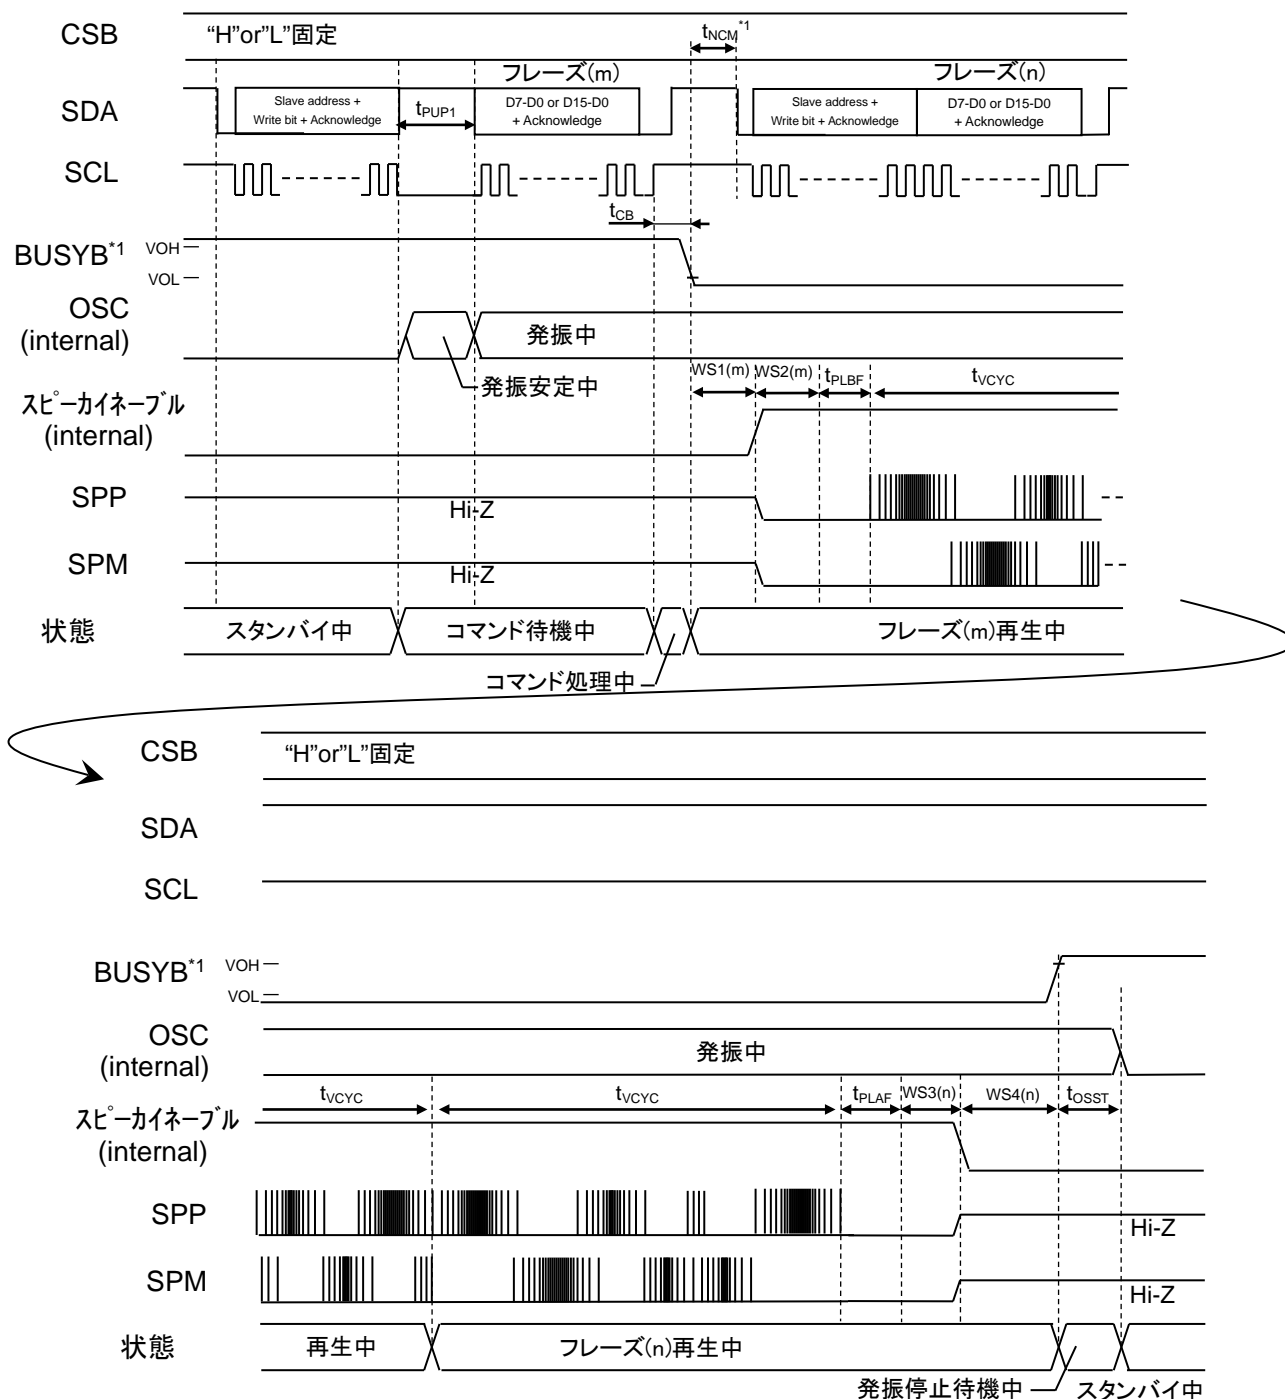 CSB
“H”or”L”固定
tNCM*1
フレーズ(m)
フレーズ(n)
SDA
Slave address +
Write bit + Acknowledge
tPUP1
D7-D0 or D15-D0
+ Acknowledge
Slave address +
Write bit + Acknowledge
D7-D0 or D15-D0
+ Acknowledge
SCL
tCB
BUSYB*1
VOH
VOL
OSC
(internal)
発振中
発振安定中
WS1(m)
WS2(m)
tPLBF
tVCYC
スピーカイネーブル
(internal)
SPP
Hi-Z
SPM
Hi-Z
状態
スタンバイ中
コマンド待機中
フレーズ(m)再生中
コマンド処理中
CSB
“H”or”L”固定
SDA
SCL
BUSYB*1
VOH
VOL
OSC
(internal)
発振中
tVCYC
tVCYC
tPLAF
WS3(n)
WS4(n)
tOSST
スピーカイネーブル
(internal)
SPP
Hi-Z
SPM
Hi-Z
状態
再生中
フレーズ(n)再生中
発振停止待機中
スタンバイ中